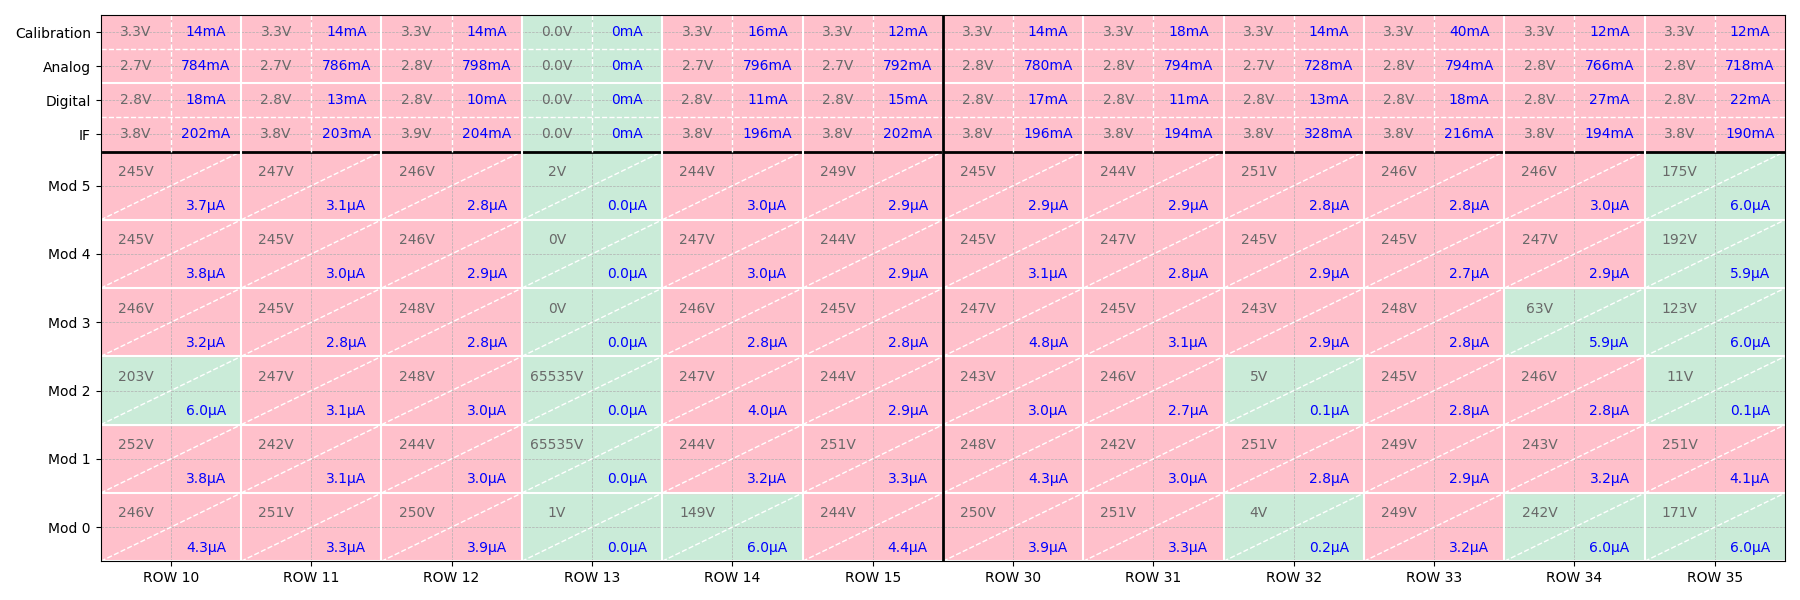 Calibration 3.3V 14mA 3.3V 14mA 3.3V 14mA 0.0V 0mA 3.3V 16mA 3.3V 12mA 3.3V 14mA 3.3V 18mA 3.3V 14mA 3.3V 40mA 3.3V 12mA 3.3V 12mA
Analog 2.7V 784mA 2.7V 786mA 2.8V 798mA 0.0V 0mA 2.7V 796mA 2.7V 792mA 2.8V 780mA 2.8V 794mA 2.7V 728mA 2.8V 794mA 2.8V 766mA 2.8V 718mA
Digital 2.8V 18mA 2.8V 13mA 2.8V 10mA 0.0V 0mA 2.8V 11mA 2.8V 15mA 2.8V 17mA 2.8V 11mA 2.8V 13mA 2.8V 18mA 2.8V 27mA 2.8V 22mA
IF 3.8V 202mA 3.8V 203mA 3.9V 204mA 0.0V 0mA 3.8V 196mA 3.8V 202mA 3.8V 196mA 3.8V 194mA 3.8V 328mA 3.8V 216mA 3.8V 194mA 3.8V 190mA
245V 247V 246V 2V 244V 249V 245V 244V 251V 246V 246V 175V
Mod 5
3.7µA 3.1µA 2.8µA 0.0µA 3.0µA 2.9µA 2.9µA 2.9µA 2.8µA 2.8µA 3.0µA 6.0µA
245V 245V 246V 0V 247V 244V 245V 247V 245V 245V 247V 192V
Mod 4
3.8µA 3.0µA 2.9µA 0.0µA 3.0µA 2.9µA 3.1µA 2.8µA 2.9µA 2.7µA 2.9µA 5.9µA
246V 245V 248V 0V 246V 245V 247V 245V 243V 248V 63V 123V
Mod 3
3.2µA 2.8µA 2.8µA 0.0µA 2.8µA 2.8µA 4.8µA 3.1µA 2.9µA 2.8µA 5.9µA 6.0µA
203V 247V 248V 65535V 247V 244V 243V 246V 5V 245V 246V 11V
Mod 2
6.0µA 3.1µA 3.0µA 0.0µA 4.0µA 2.9µA 3.0µA 2.7µA 0.1µA 2.8µA 2.8µA 0.1µA
252V 242V 244V 65535V 244V 251V 248V 242V 251V 249V 243V 251V
Mod 1
3.8µA 3.1µA 3.0µA 0.0µA 3.2µA 3.3µA 4.3µA 3.0µA 2.8µA 2.9µA 3.2µA 4.1µA
246V 251V 250V 1V 149V 244V 250V 251V 4V 249V 242V 171V
Mod 0
4.3µA 3.3µA 3.9µA 0.0µA 6.0µA 4.4µA 3.9µA 3.3µA 0.2µA 3.2µA 6.0µA 6.0µA
ROW 10 ROW 11 ROW 12 ROW 13 ROW 14 ROW 15 ROW 30 ROW 31 ROW 32 ROW 33 ROW 34 ROW 35